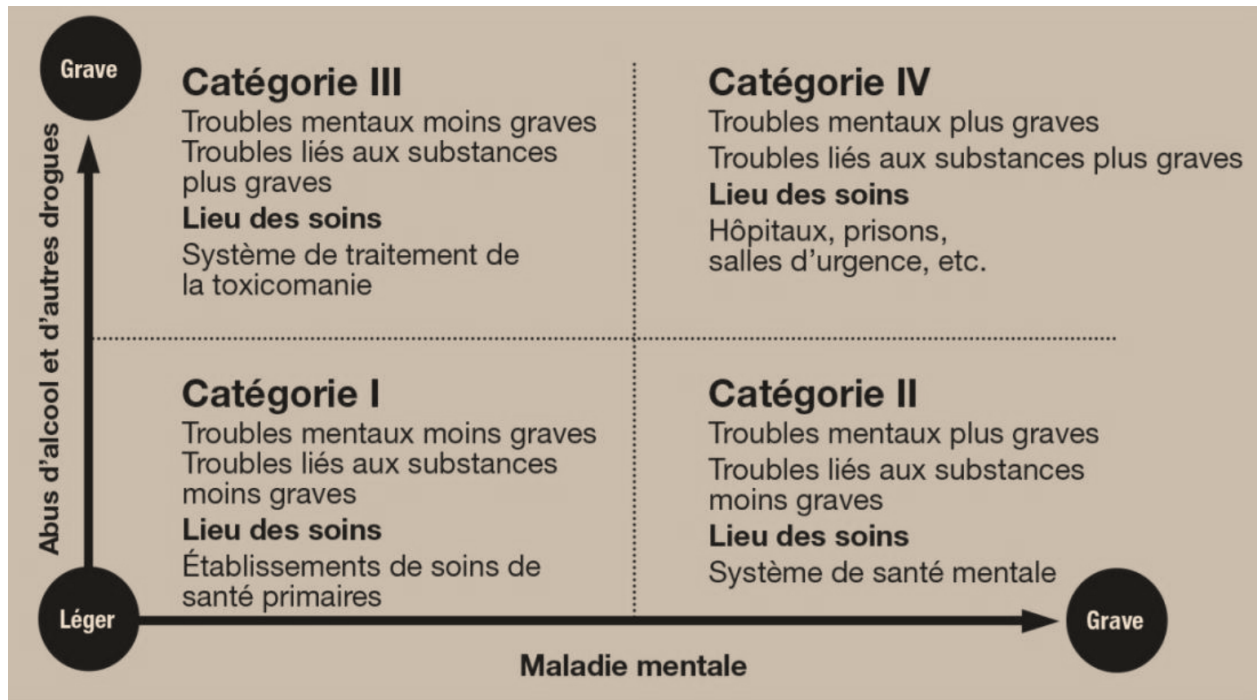 Grave
Abus d’alcool et d’autres drogues
Catégorie III
Troubles mentaux moins graves
Troubles liés aux substances
plus graves
Lieu des soins
Système de traitement de
la toxicomanie
Catégorie IV
Troubles mentaux plus graves
Troubles liés aux substances plus graves
Lieu des soins
Hôpitaux, prisons,
salles d’urgence, etc.
Catégorie I
Troubles mentaux moins graves
Troubles liés aux substances
moins graves
Lieu des soins
Établissements de soins de
santé primaires
Catégorie II
Troubles mentaux plus graves
Troubles liés aux substances
moins graves
Lieu des soins
Système de santé mentale
Léger
Grave
Maladie mentale